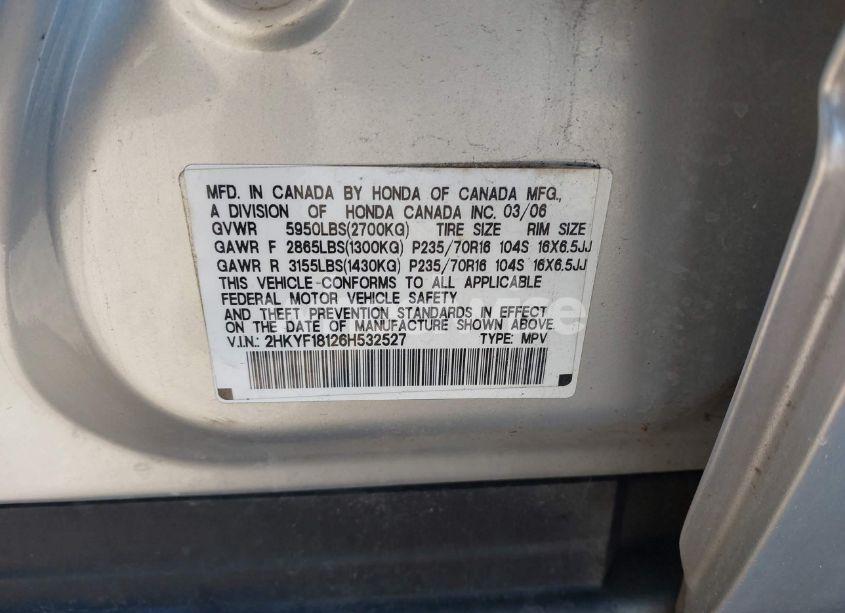 MFD. IN CANADA BY HONDA OF CANADA MFG.,
A DIVISION OF HONDA CANADA INC. 03/06
GVWR 5950LBS(2700KG) TIRE SIZE RIM SIZE
GAWR F 2865LBS(1300KG) P235/70R16 104S 16X6.5JJ
GAWR R 3155LBS(1430KG) P235/70R16 104S 16X6.5JJ
THIS VEHICLE CONFORMS TO ALL APPLICABLE
FEDERAL MOTOR VEHICLE SAFETY
AND THEFT PREVENTION STANDARDS IN EFFECT
ON THE DATE OF MANUFACTURE SHOWN ABOVE
V.I.N.: 2HKYF18126H532527 TYPE: MPV